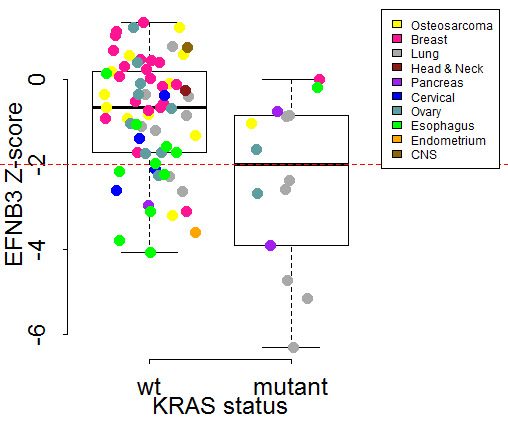 Osteosarcoma
Breast
Lung
Head & Neck
Pancreas
Cervical
Ovary
Esophagus
Endometrium
CNS
EFNB3 Z-score
0
-2
-4
-6
wt mutant
KRAS status